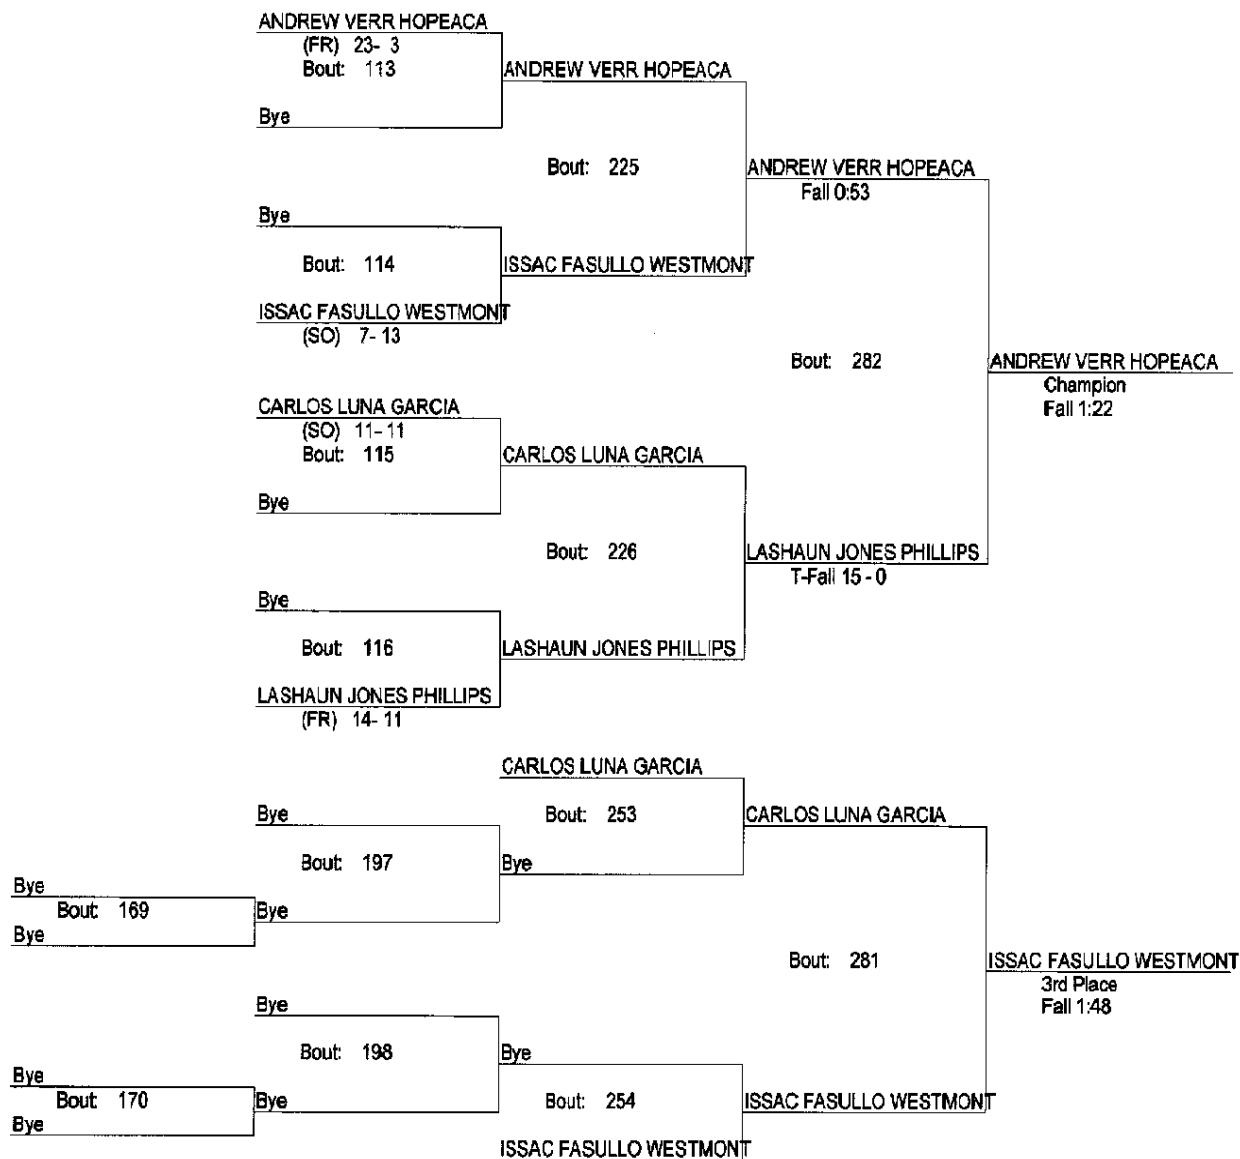 ANDREW VERR HOPEACA
(FR) 23- 3
Bout: 113
ANDREW VERR HOPEACA
Bye
Bout: 225
ANDREW VERR HOPEACA
Fall 0:53
Bye
Bout: 114
ISSAC FASULLO WESTMONT
ISSAC FASULLO WESTMONT
(SO) 7- 13
Bout: 282
ANDREW VERR HOPEACA
Champion
Fall 1:22
CARLOS LUNA GARCIA
(SO) 11- 11
Bout: 115
CARLOS LUNA GARCIA
Bye
Bout: 226
LASHAUN JONES PHILLIPS
T-Fall 15 - 0
Bye
Bout: 116
LASHAUN JONES PHILLIPS
LASHAUN JONES PHILLIPS
(FR) 14- 11
CARLOS LUNA GARCIA
Bout: 253
CARLOS LUNA GARCIA
Bye
Bout: 197
Bye
Bye
Bout: 169
Bye
Bye
Bout: 281
ISSAC FASULLO WESTMONT
3rd Place
Fall 1:48
Bye
Bout: 198
Bye
Bye
Bout: 170
Bye
Bye
Bout: 254
ISSAC FASULLO WESTMONT
ISSAC FASULLO WESTMONT